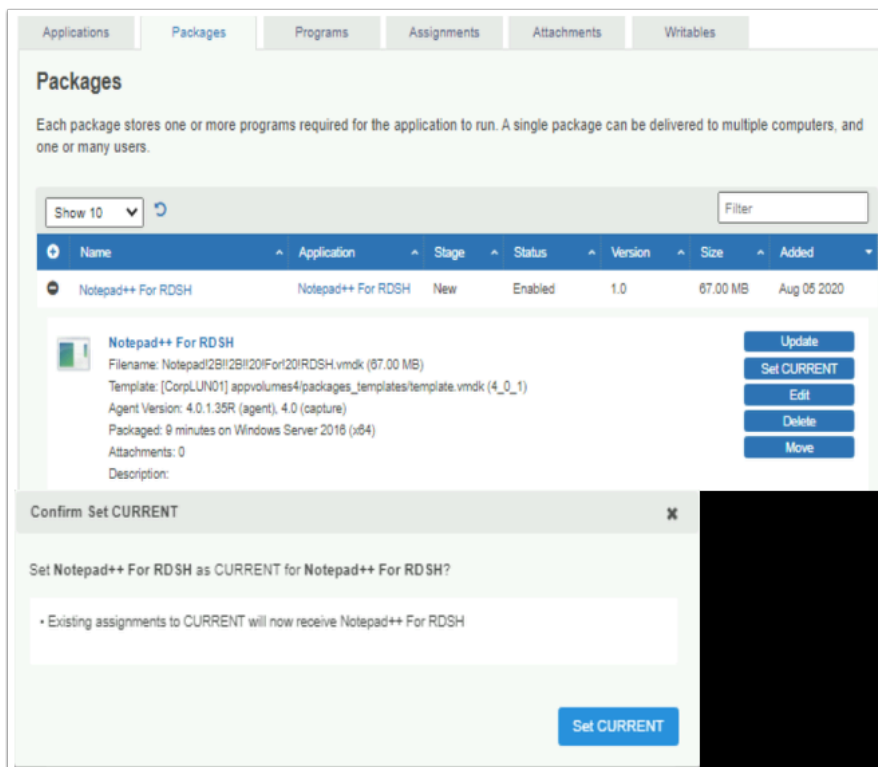 Applications Packages Programs Assignments Attachments Writables
Packages
Each package stores one or more programs required for the application to run. A single package can be delivered to multiple computers, and
one or many users.
Show 10 Filter
Name Application Stage Status Version Size Added
Notepad++ For RDSH Notepad++ For RDSH New Enabled 1.0 67.00 MB Aug 05 2020
Notepad++ For RDSH
Filename: Notepad!2B!!2B!!20!For!20!RDSH.vmdk (67.00 MB)
Template: [CorpLUN01] appvolumes4/packages_templates/template.vmdk (4_0_1)
Agent Version: 4.0.1.35R (agent), 4.0 (capture)
Packaged: 9 minutes on Windows Server 2016 (x64)
Attachments: 0
Description:
Update
Set CURRENT
Edit
Delete
Move
Confirm Set CURRENT
Set Notepad++ For RDSH as CURRENT for Notepad++ For RDSH?
• Existing assignments to CURRENT will now receive Notepad++ For RDSH
Set CURRENT